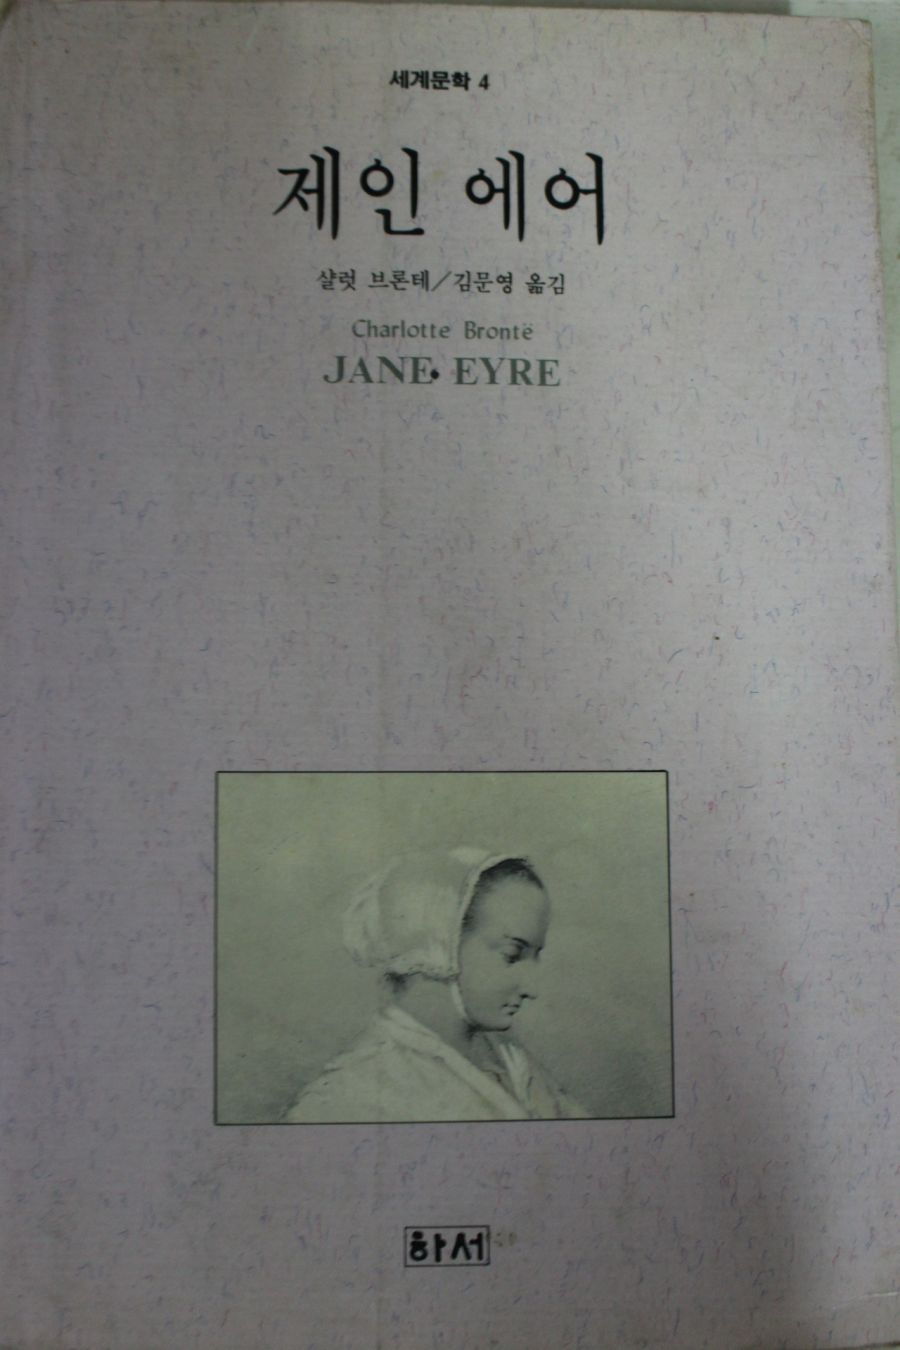 세계문학 4
제인 에어
샬럿 브론테/김문영 옮김
Charlotte Brontë
JANE EYRE
하서